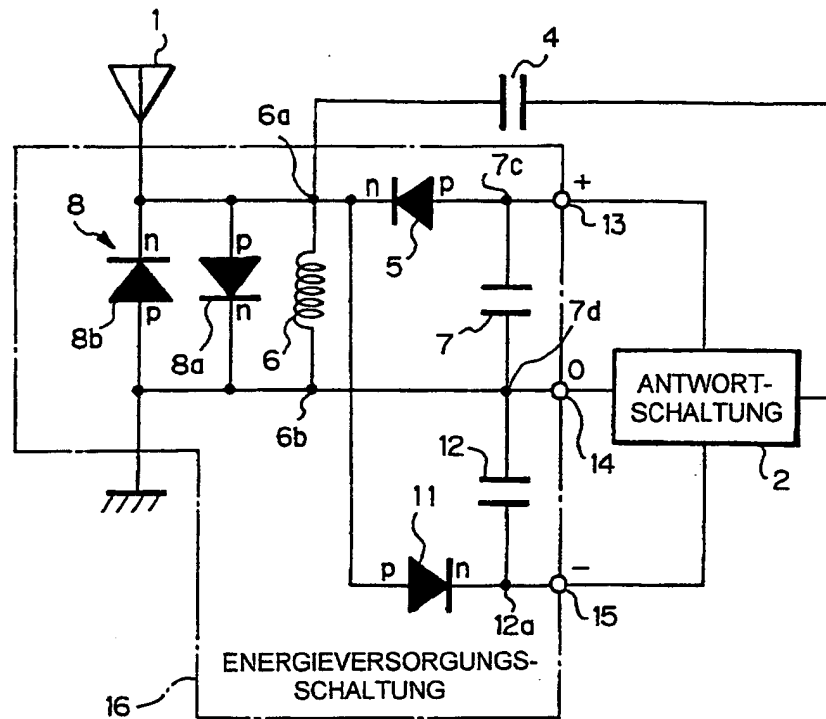 1
4
6a
7c
+
n
p
13
8
n
p
5
8b
p
8a
n
6
7
7d
0
ANTWORT-
SCHALTUNG
6b
14
2
12
11
p
n
-
12a
15
ENERGIEVERSORGUNGS-
SCHALTUNG
16